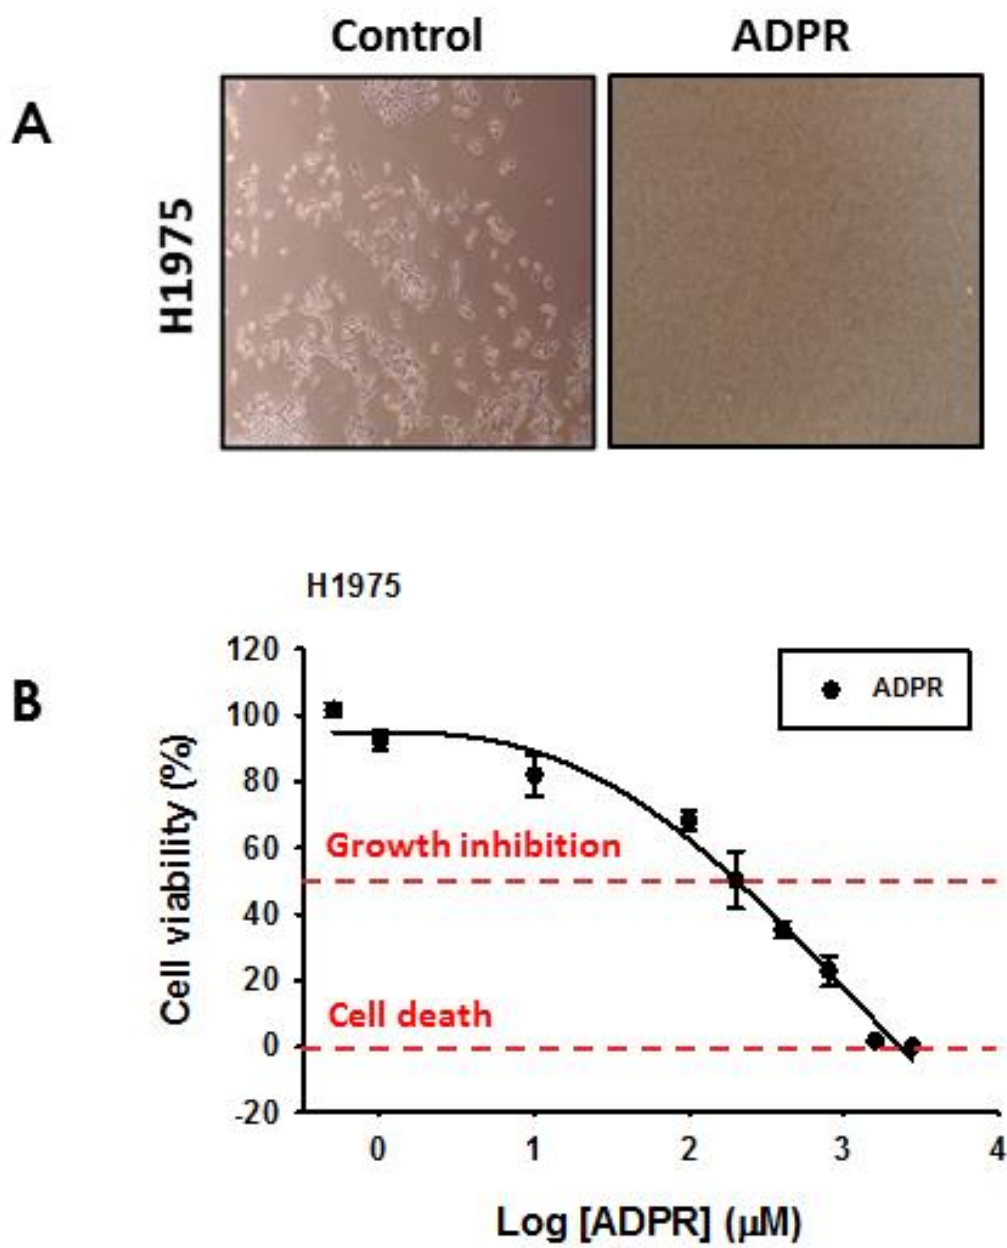 Control ADPR
A
H1975
H1975
B
120
100
80
60
40
20
0
-20
Cell viability (%)
ADPR
Growth inhibition
Cell death
0 1 2 3 4
Log [ADPR] (μM)